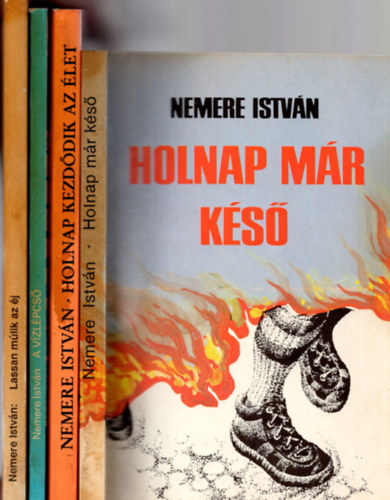 Nemere István: Lassan múlik az éj
Nemere István A VÍZLÉPCSŐ
NEMERE ISTVÁN · HOLNAP KEZDŐDIK AZ ÉLET
Nemere István · Holnap már késő
NEMERE ISTVÁN
HOLNAP MÁR
KÉSŐ